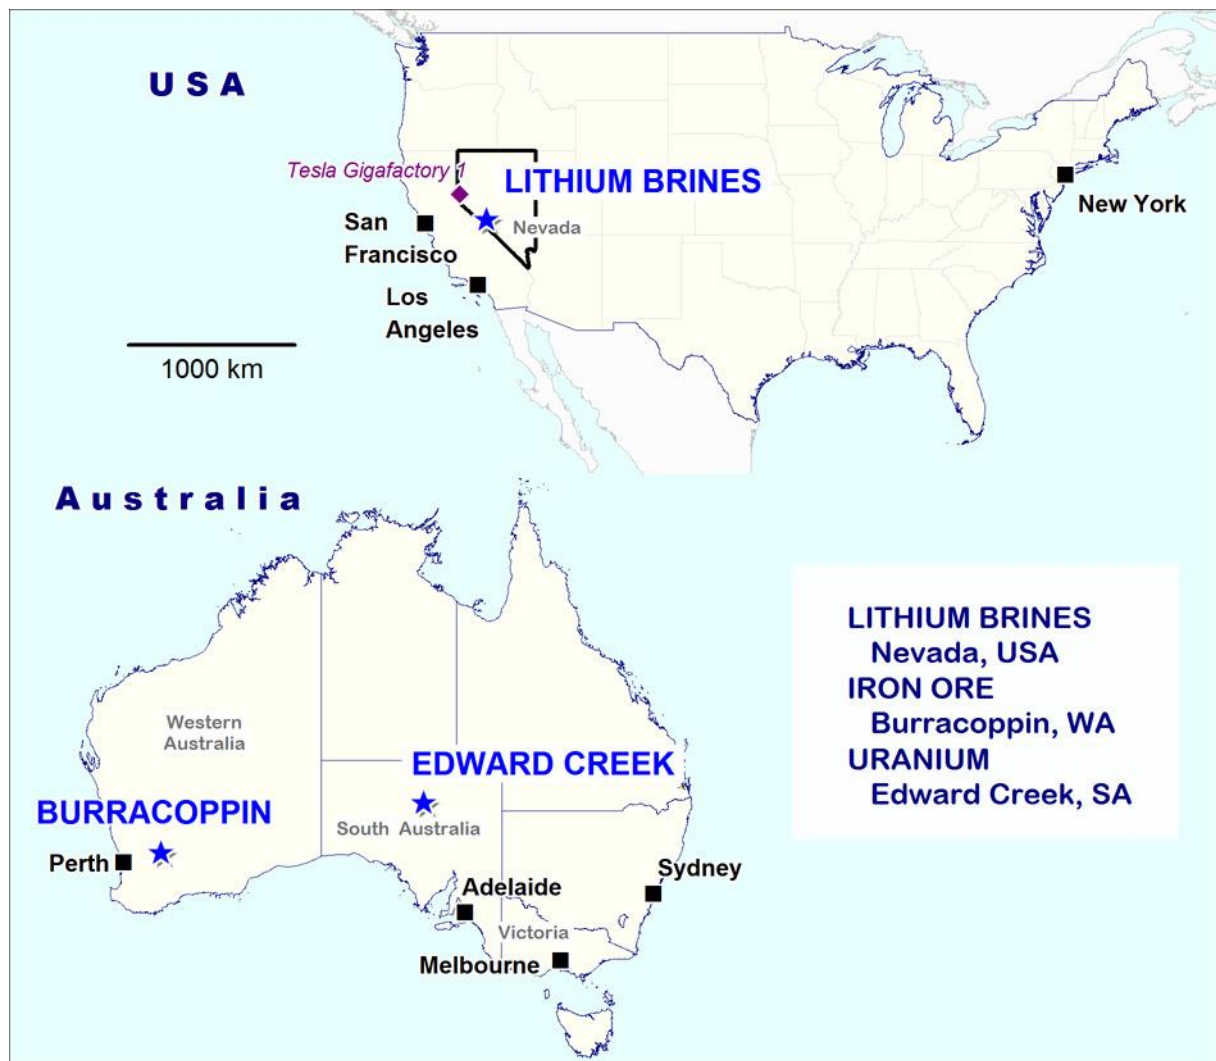 USA
Tesla Gigafactory 1
LITHIUM BRINES
Nevada
San
Francisco
Los
Angeles
New York
1000 km
Australia
Western
Australia
EDWARD CREEK
BURRACOPPIN
South Australia
Perth
Adelaide
Sydney
Victoria
Melbourne
LITHIUM BRINES
Nevada, USA
IRON ORE
Burracoppin, WA
URANIUM
Edward Creek, SA